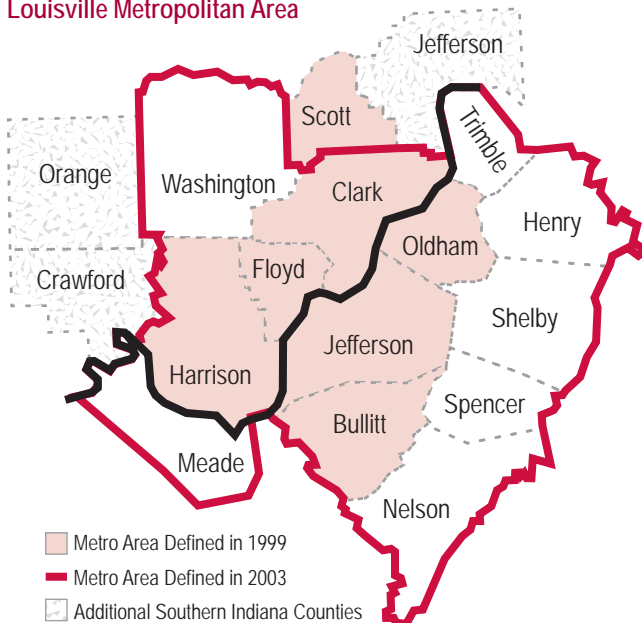 Louisville Metropolitan Area
Jefferson
Scott
Trimble
Orange
Washington
Clark
Henry
Oldham
Crawford
Floyd
Shelby
Jefferson
Harrison
Spencer
Bullitt
Meade
Nelson
Metro Area Defined in 1999
Metro Area Defined in 2003
Additional Southern Indiana Counties